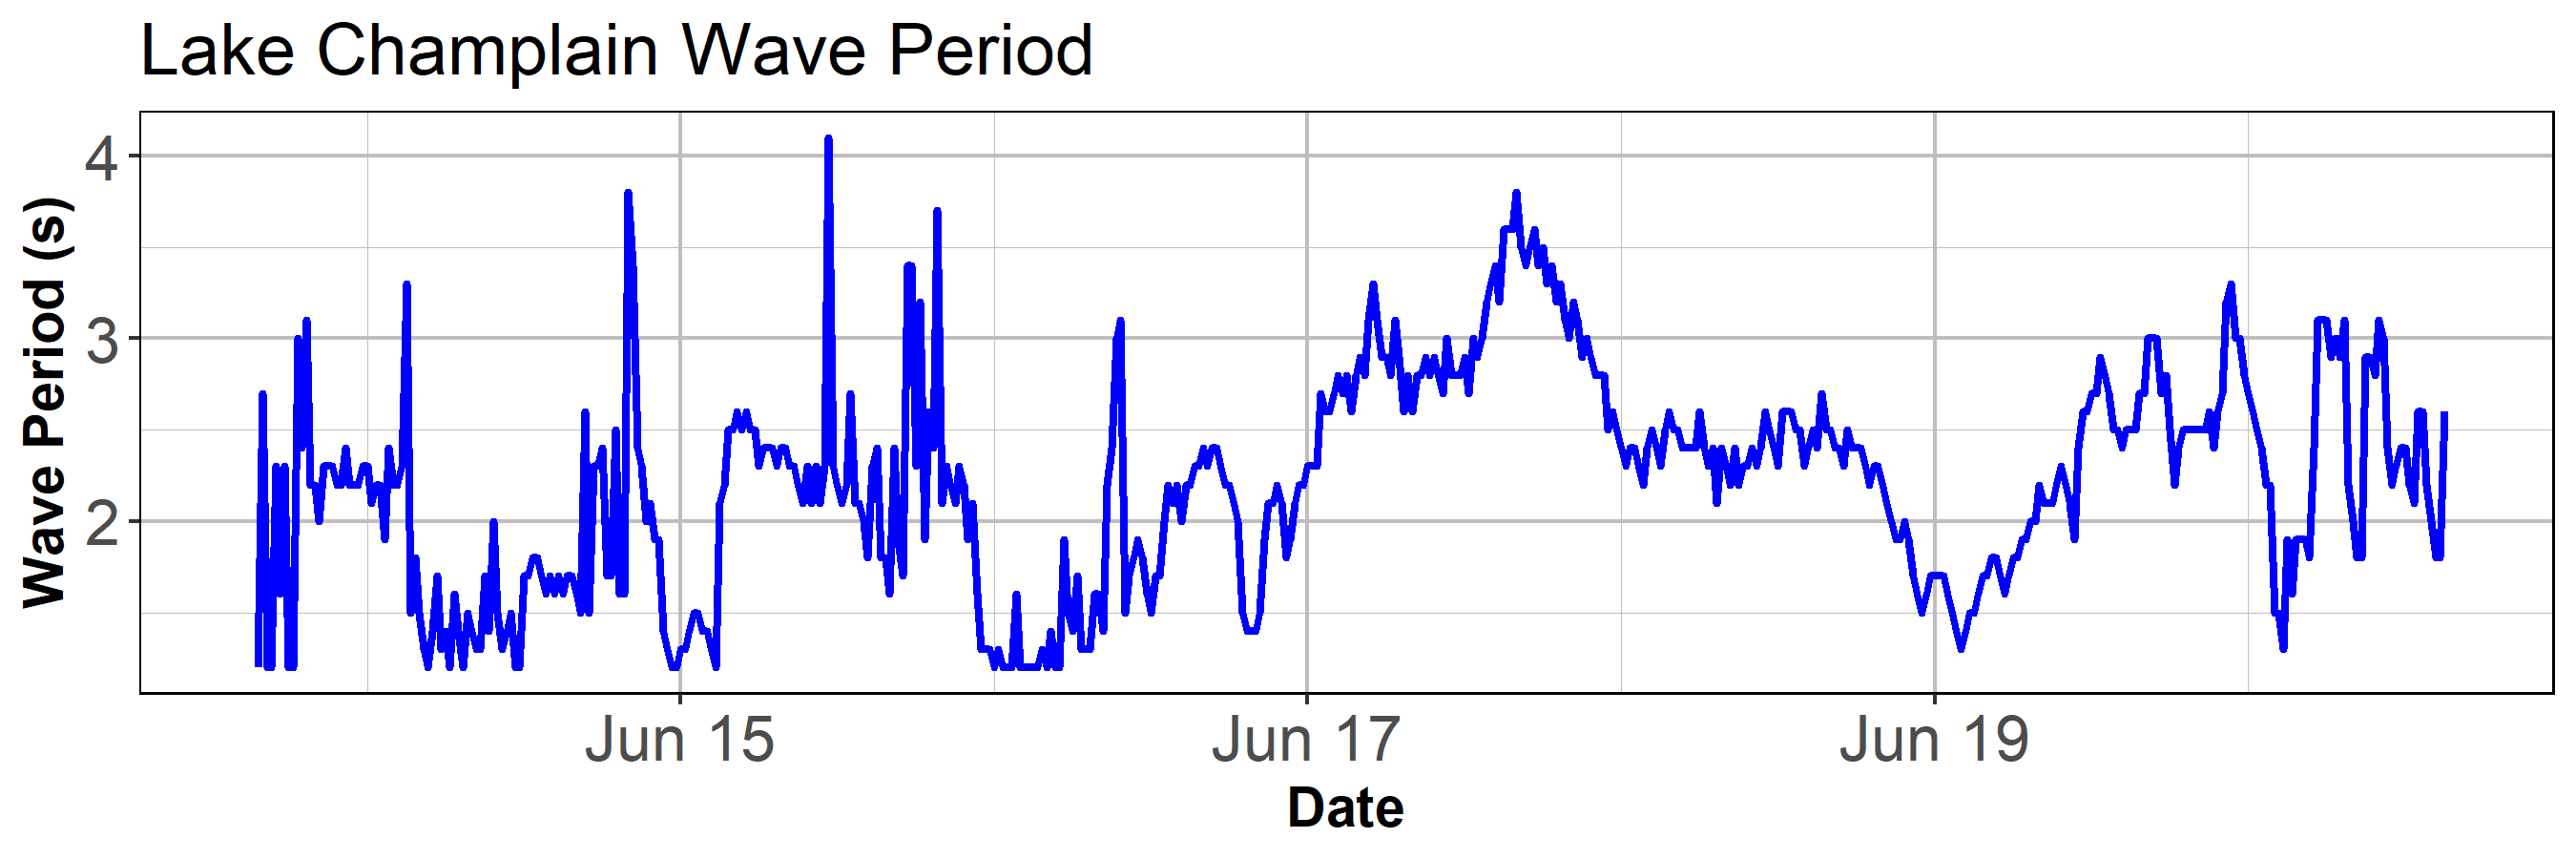 Lake Champlain Wave Period
Wave Period (s)
4
3
2
Jun 15
Jun 17
Jun 19
Date